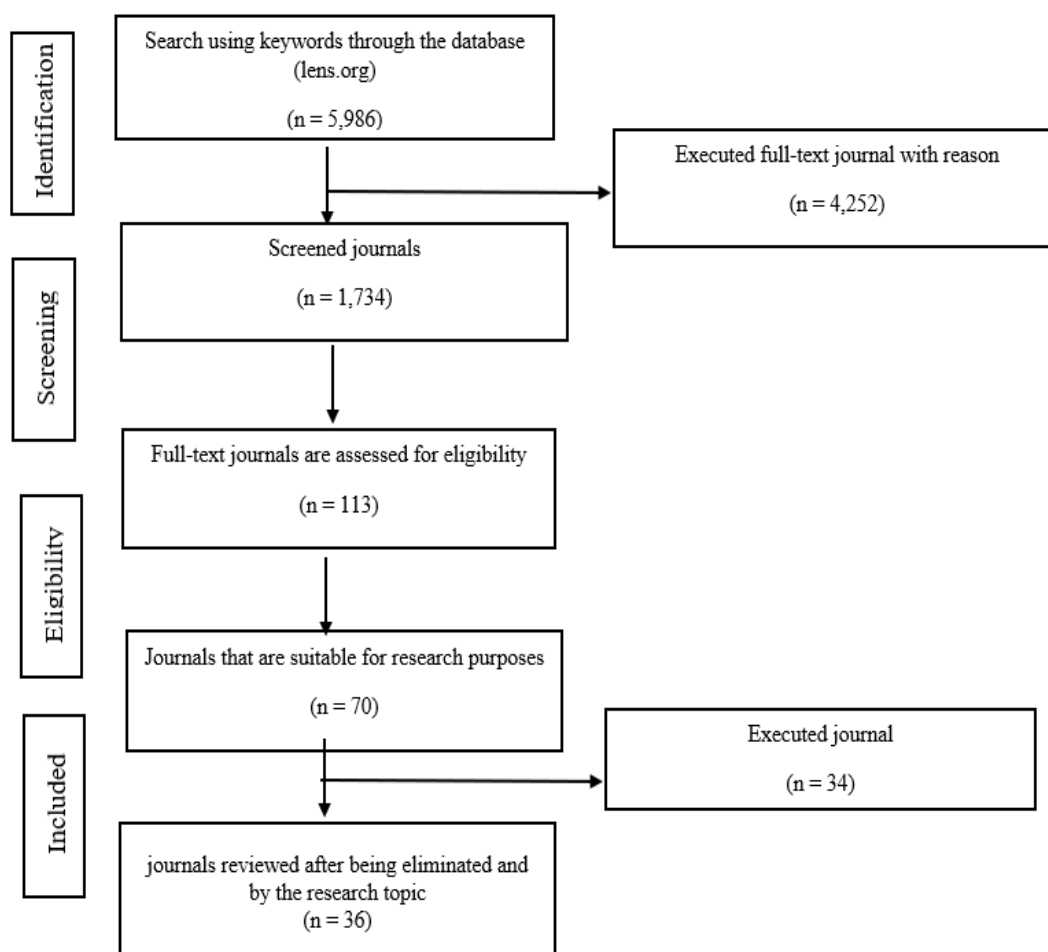 Identification
Search using keywords through the database
(lens.org)
(n = 5,986)
Executed full-text journal with reason
(n = 4,252)
Screening
Screened journals
(n = 1,734)
Full-text journals are assessed for eligibility
(n = 113)
Eligibility
Journals that are suitable for research purposes
(n = 70)
Included
Executed journal
(n = 34)
journals reviewed after being eliminated and
by the research topic
(n = 36)